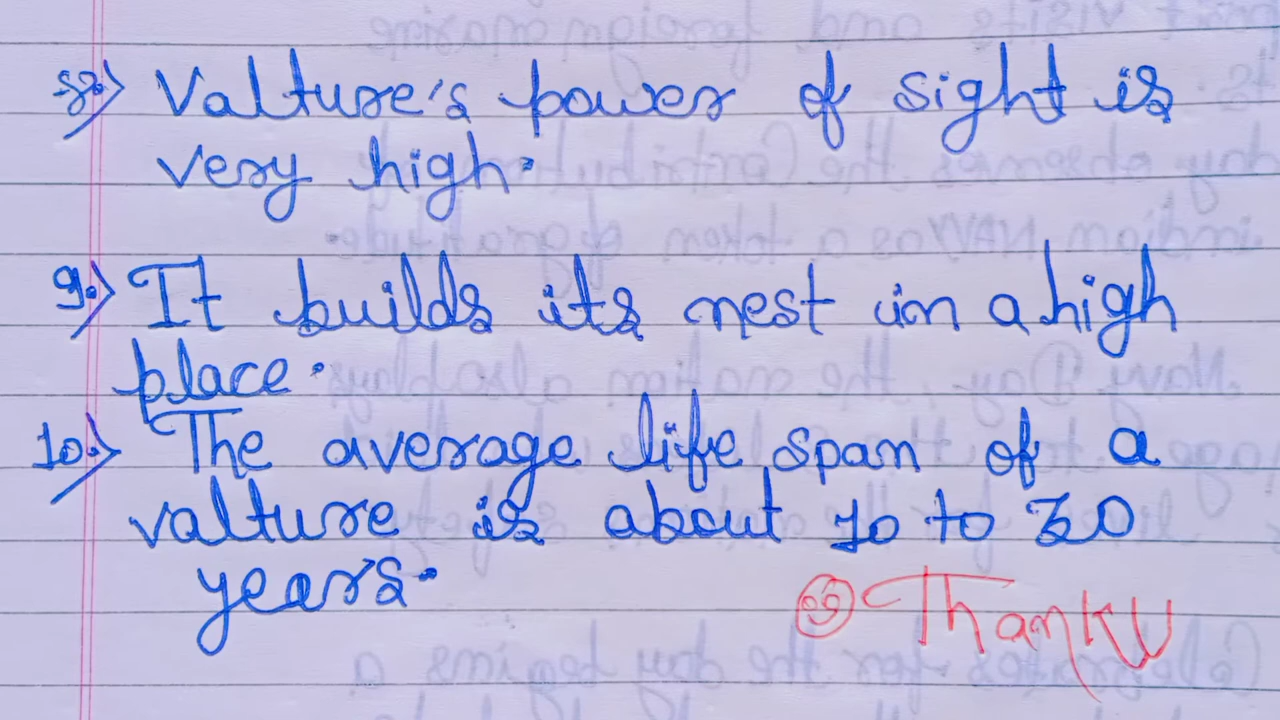 8.) Valture's power of sight is
very high.
9.) It builds its nest in a high
place.
10.) The average life span of a
valture is about 10 to 30
years.
Thank U